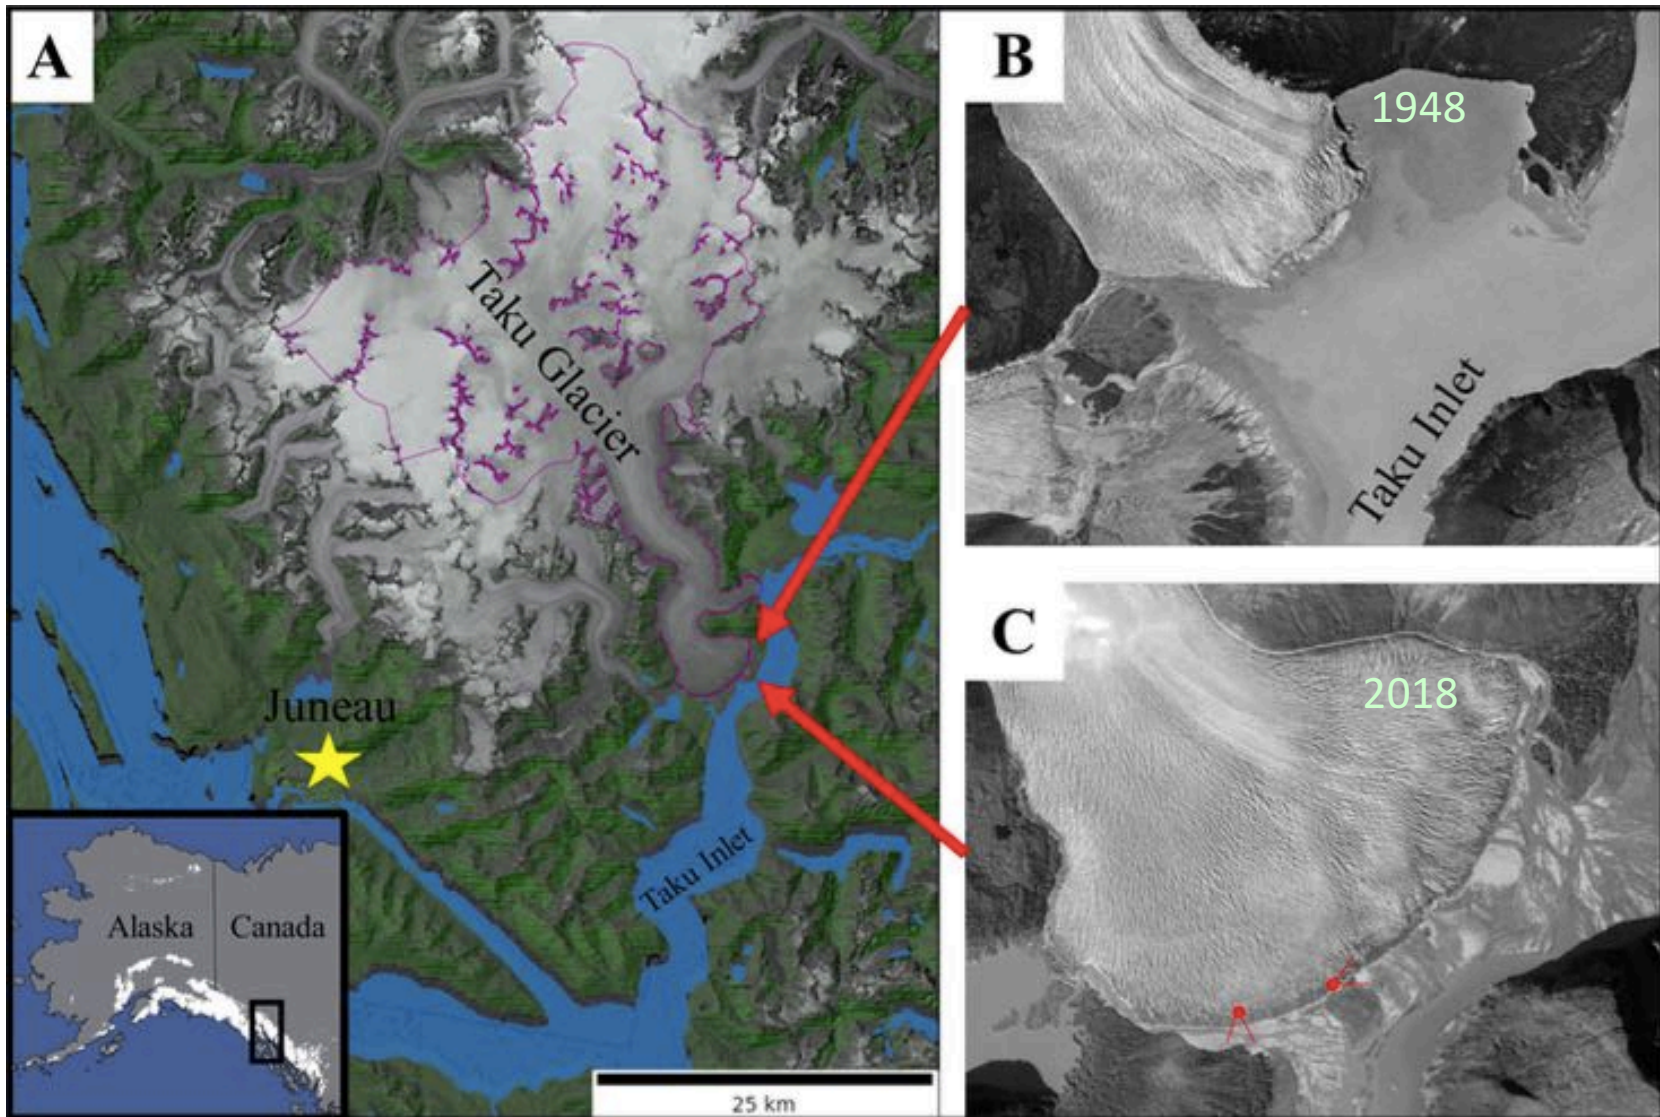 A
Taku Glacier
Juneau
Taku Inlet
Alaska
Canada
25 km
B
1948
Taku Inlet
C
2018